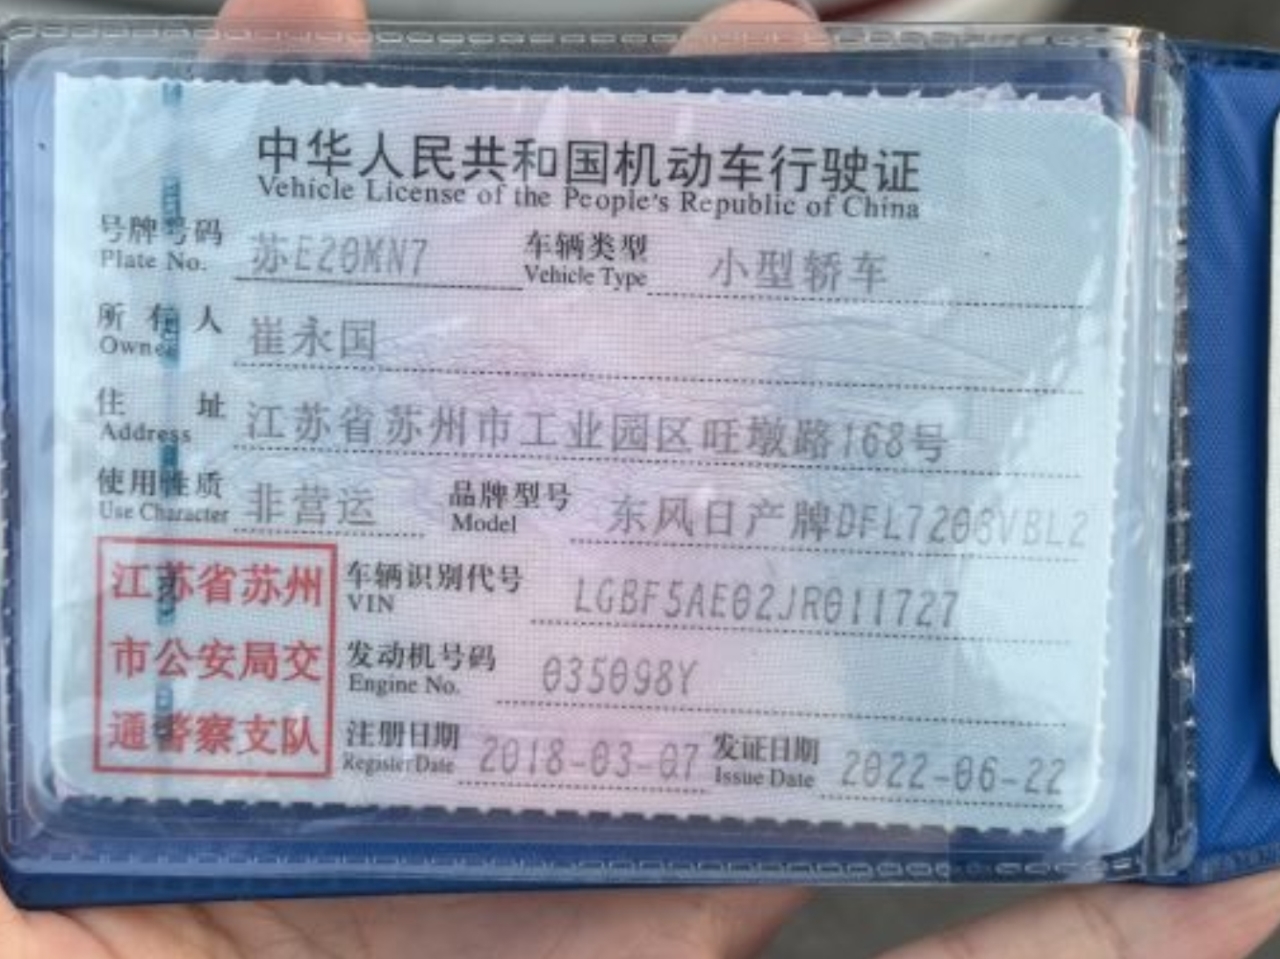 中华人民共和国机动车行驶证
Vehicle License of the People's Republic of China
号牌号码 苏E20MN7 车辆类型 小型轿车
Plate No. Vehicle Type
所有人 崔永国
Owner
住址 江苏省苏州市工业园区旺墩路168号
Address
使用性质 非营运 品牌型号 东风日产牌DFL7208VBL2
Use Character Model
江苏省苏州
市公安局交
通警察支队
车辆识别代号 LGBF5AE02JR011727
VIN
发动机号码 035098Y
Engine No.
注册日期 2018-03-07 发证日期 2022-06-22
Register Date Issue Date